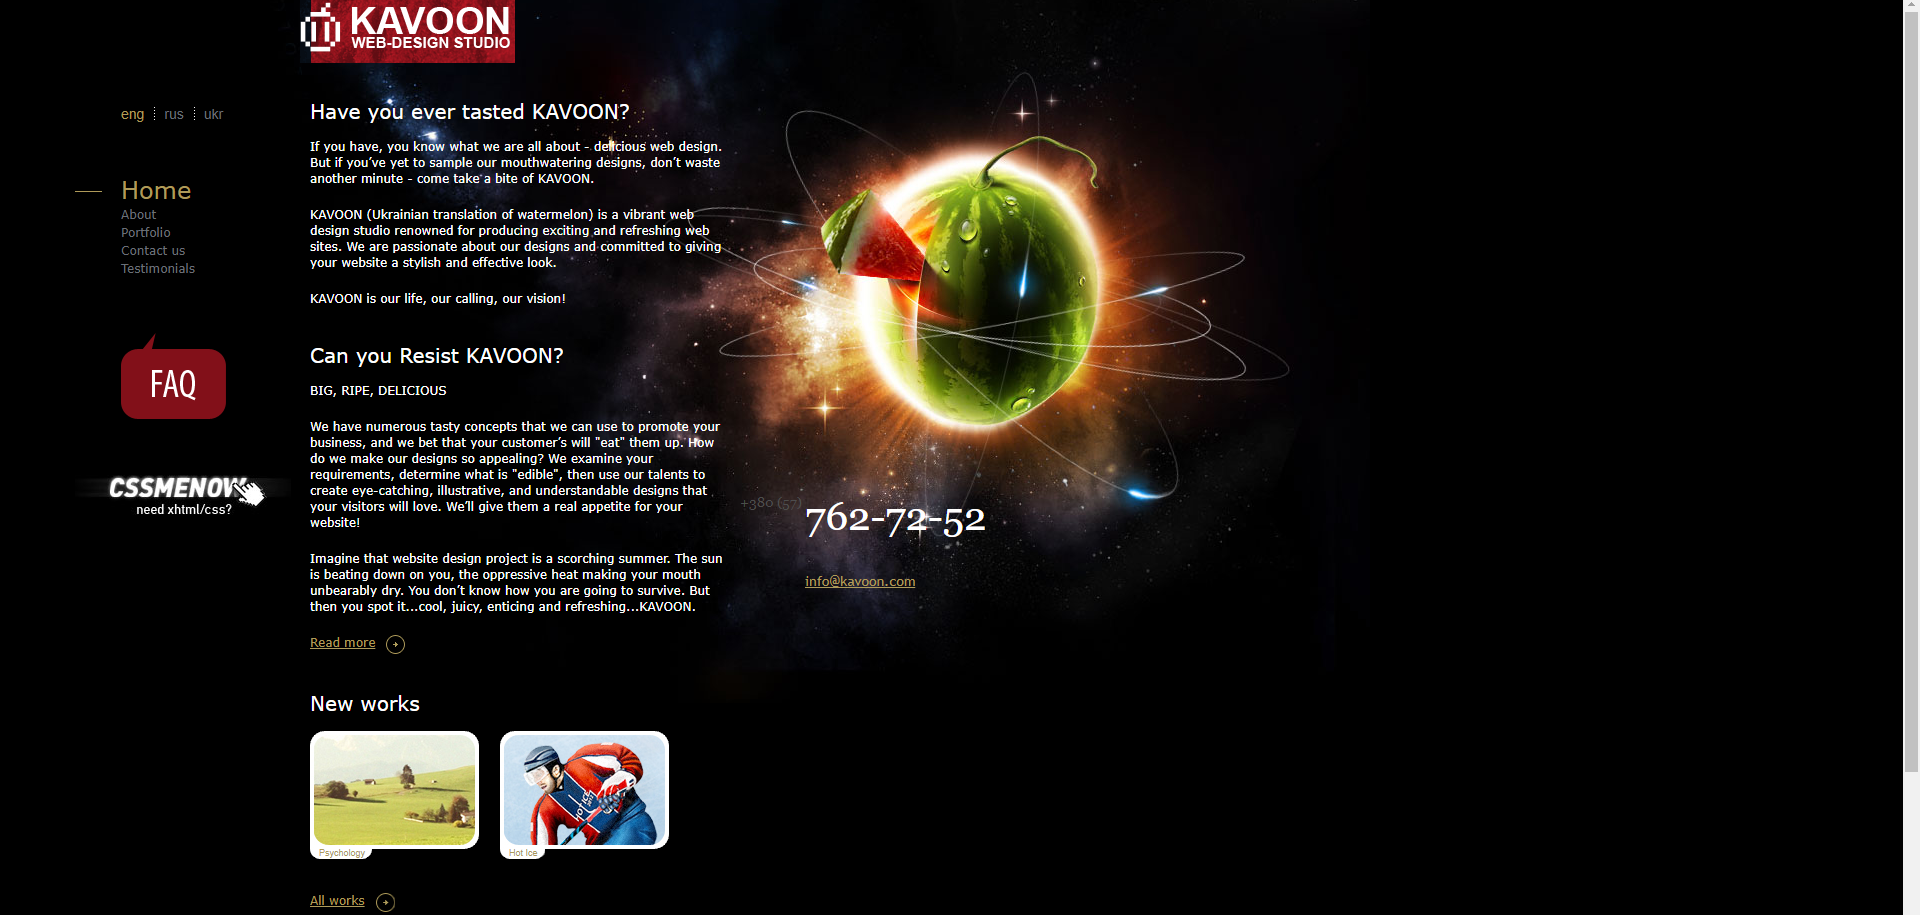 KAVOON
WEB-DESIGN STUDIO
eng
rus
ukr
Home
About
Portfolio
Contact us
Testimonials
FAQ
CSSMENOW
need xhtml/css?
Have you ever tasted KAVOON?
If you have, you know what we are all about - delicious web design.
But if you’ve yet to sample our mouthwatering designs, don’t waste
another minute - come take a bite of KAVOON.
KAVOON (Ukrainian translation of watermelon) is a vibrant web
design studio renowned for producing exciting and refreshing web
sites. We are passionate about our designs and committed to giving
your website a stylish and effective look.
KAVOON is our life, our calling, our vision!
Can you Resist KAVOON?
BIG, RIPE, DELICIOUS
We have numerous tasty concepts that we can use to promote your
business, and we bet that your customer’s will "eat" them up. How
do we make our designs so appealing? We examine your
requirements, determine what is "edible", then use our talents to
create eye-catching, illustrative, and understandable designs that
your visitors will love. We’ll give them a real appetite for your
website!
Imagine that website design project is a scorching summer. The sun
is beating down on you, the oppressive heat making your mouth
unbearably dry. You don’t know how you are going to survive. But
then you spot it...cool, juicy, enticing and refreshing...KAVOON.
Read more
+380 (57)
762-72-52
info@kavoon.com
New works
HOT ICE
Psychology
Hot Ice
All works